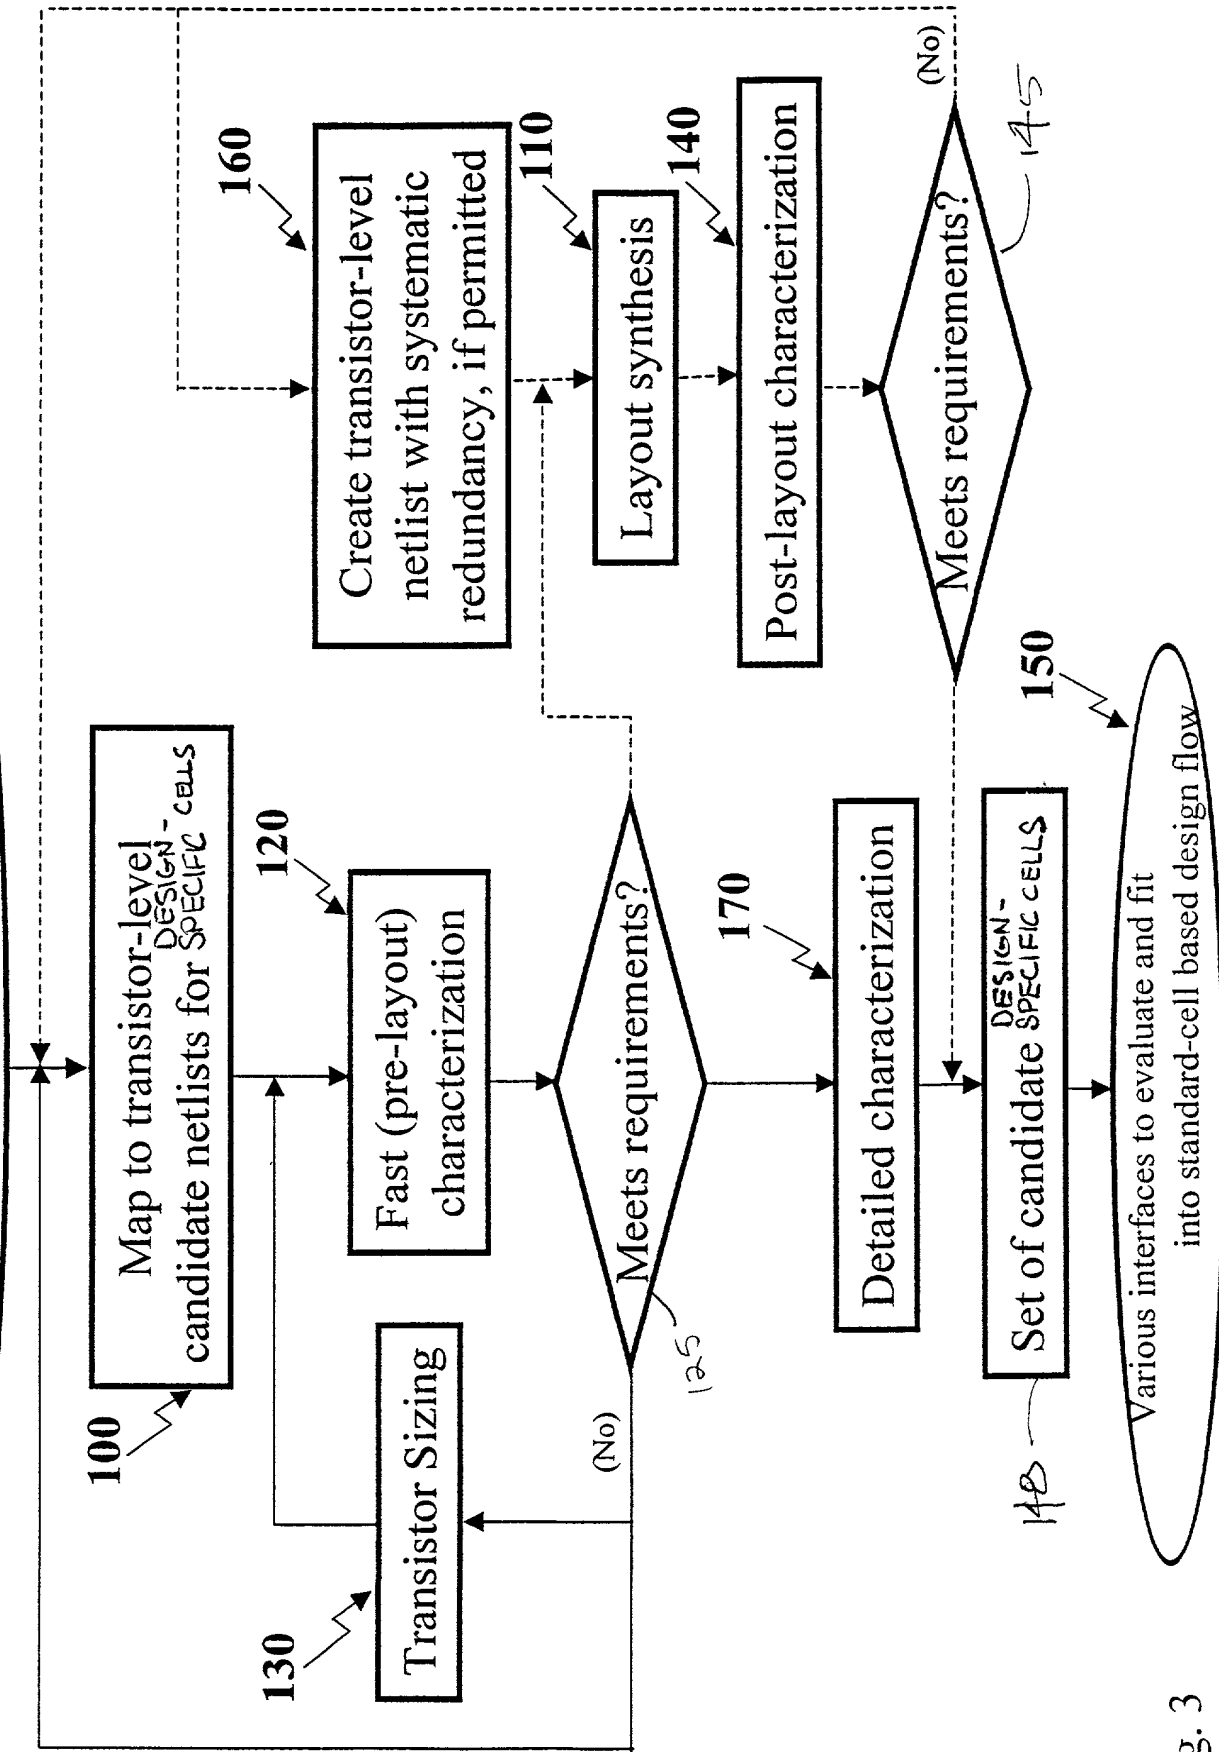 100
Map to transistor-level
candidate netlists for DESIGN-
SPECIFIC CELLS
120
Fast (pre-layout)
characterization
130
Transistor Sizing
Meets requirements?
(No)
125
170
Detailed characterization
Set of candidate DESIGN-
SPECIFIC CELLS
148
150
Various interfaces to evaluate and fit
into standard-cell based design flow
160
Create transistor-level
netlist with systematic
redundancy, if permitted
110
Layout synthesis
140
Post-layout characterization
Meets requirements?
(No)
145
g. 3